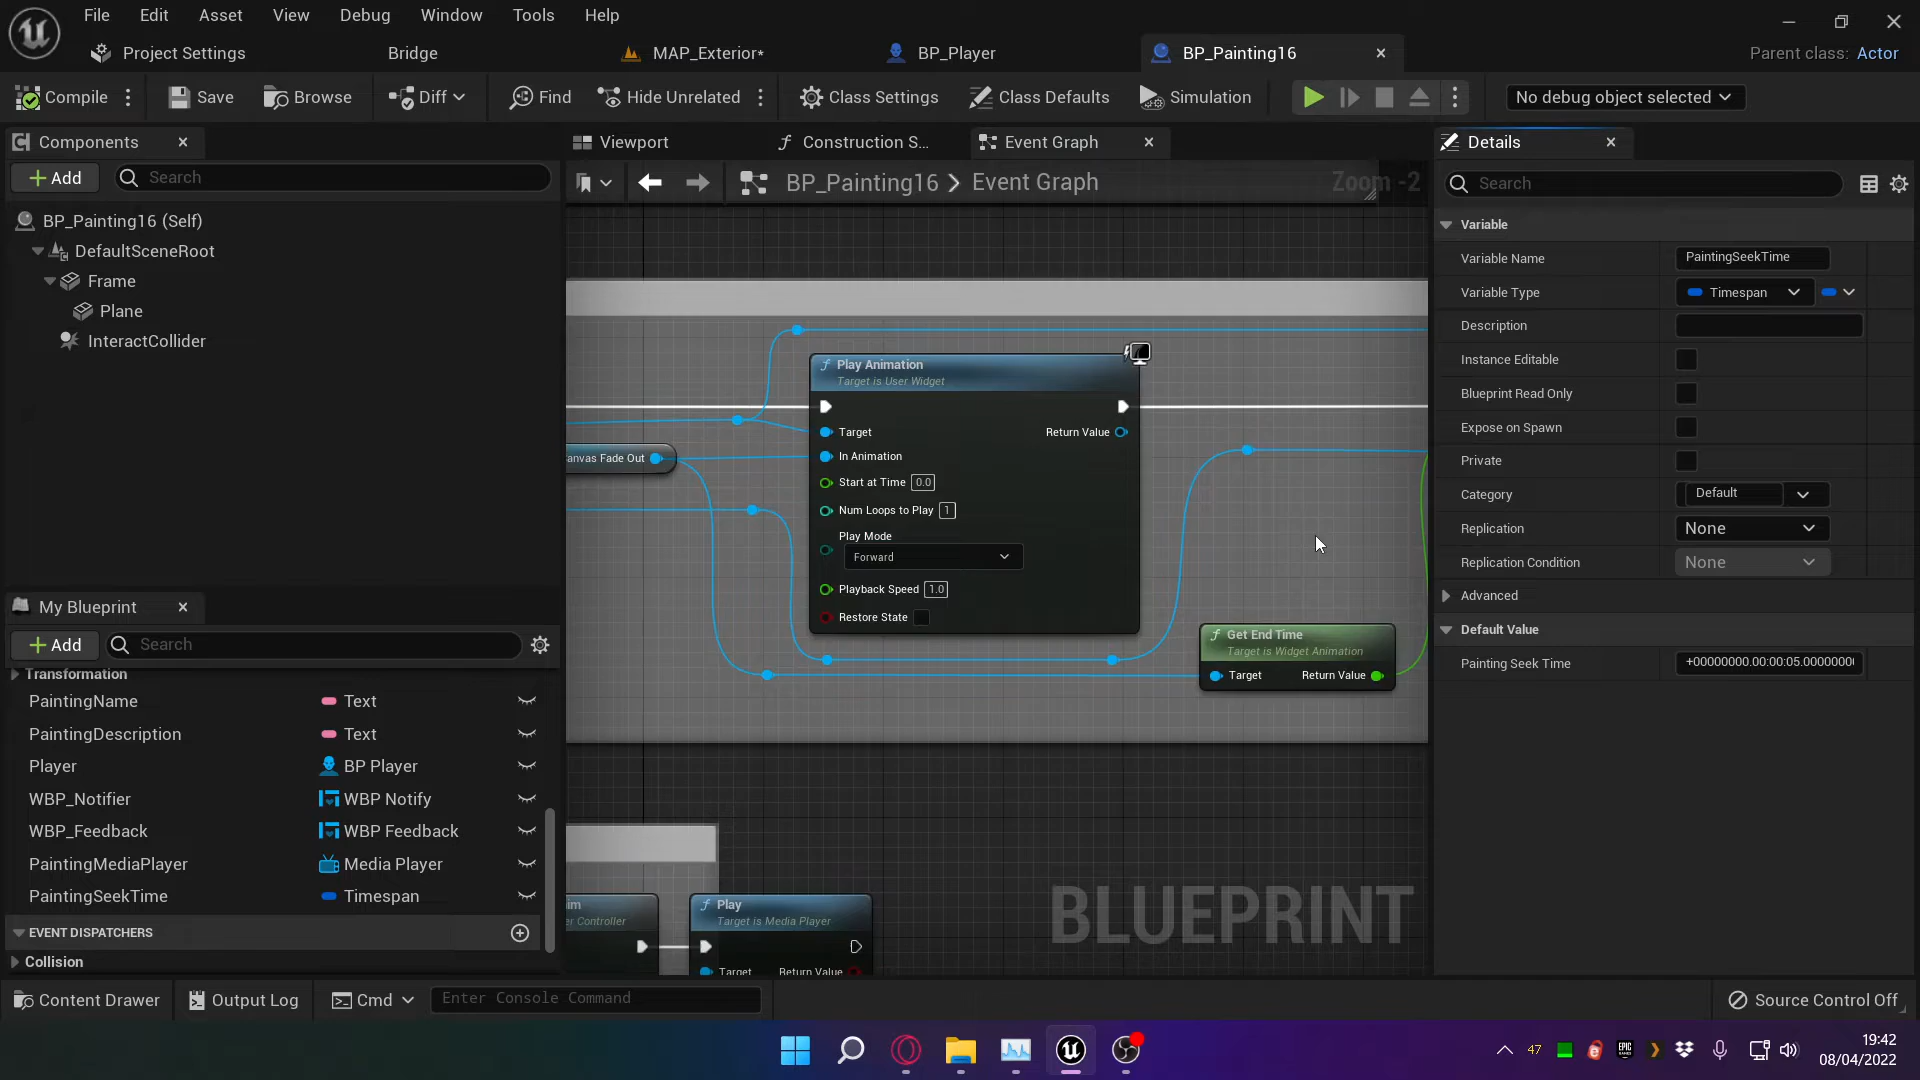 File Edit Asset View Debug Window Tools Help
Project Settings Bridge MAP_Exterior* BP_Player BP_Painting16 Parent class: Actor
Compile Save Browse Diff Find Hide Unrelated Class Settings Class Defaults Simulation No debug object selected
Components
Add Search
BP_Painting16 (Self)
DefaultSceneRoot
Frame
Plane
InteractCollider
My Blueprint
Add Search
Transformation
PaintingName Text
PaintingDescription Text
Player BP Player
WBP_Notifier WBP Notify
WBP_Feedback WBP Feedback
PaintingMediaPlayer Media Player
PaintingSeekTime Timespan
EVENT DISPATCHERS
Collision
Viewport Construction S... Event Graph
BP_Painting16 Event Graph Zoom -2
Play Animation
Target is User Widget
Target Return Value
anvas Fade Out
In Animation
Start at Time 0.0
Num Loops to Play 1
Play Mode
Forward
Playback Speed 1.0
Restore State
Get End Time
Target is Widget Animation
Target Return Value
im
er Controller
Play
Target is Media Player
Target Return Value
BLUEPRINT
Details
Search
Variable
Variable Name PaintingSeekTime
Variable Type Timespan
Description
Instance Editable
Blueprint Read Only
Expose on Spawn
Private
Category Default
Replication None
Replication Condition None
Advanced
Default Value
Painting Seek Time +00000000.00:00:05.0000000
Content Drawer Output Log Cmd Enter Console Command Source Control Off
47 EPIC 19:42
08/04/2022